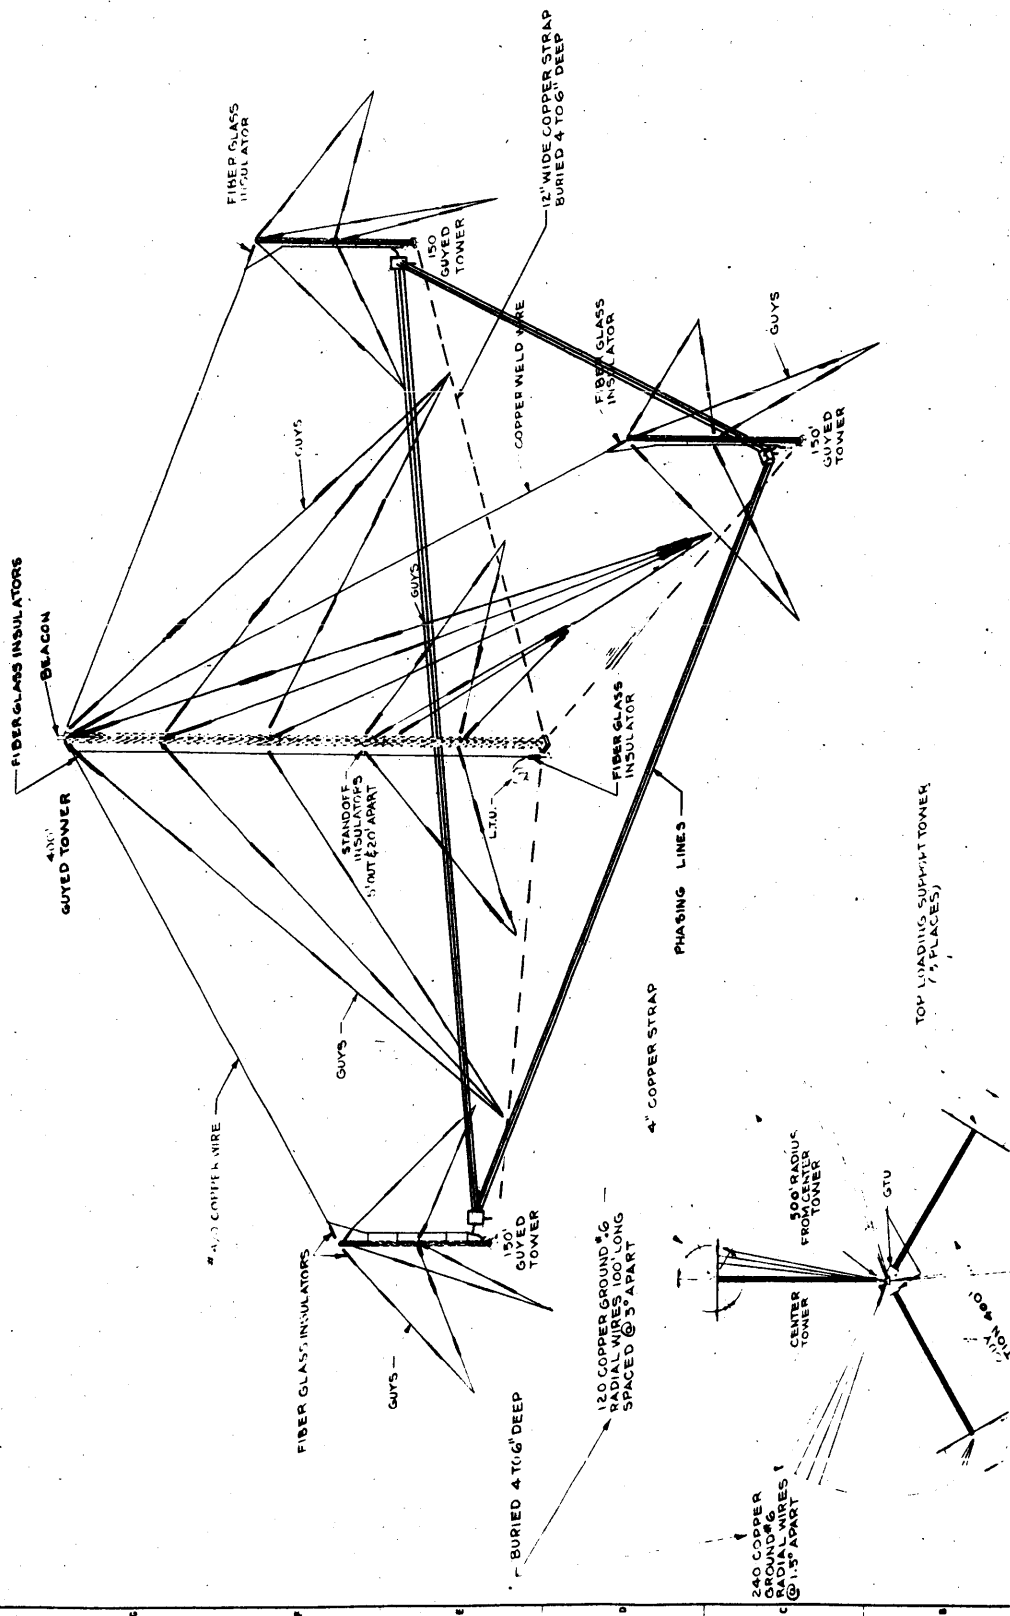 FIBERGLASS INSULATORS
BEACON
400'
GUYED TOWER
FIBER GLASS
INSULATOR
12" WIDE COPPER STRAP
BURIED 4 TO 6" DEEP
150
GUYED
TOWER
GUYS
COPPERWELD WIRE
FIBER GLASS
INSULATOR
GUYS
150'
GUYED
TOWER
GUYS
STANDOFF
INSULATORS
5' OUT & 20' APART
L.T.U.
FIBER GLASS
INSULATOR
PHASING LINES
GUYS
COPPER WIRE
FIBER GLASS INSULATORS
GUYS
150'
GUYED
TOWER
4" COPPER STRAP
BURIED 4 TO 6" DEEP
120 COPPER GROUND #6
RADIAL WIRES 100' LONG
SPACED @ 3° APART
TOP LOADING SUPPORT TOWER
PLACES)
500' RADIUS
FROM CENTER
TOWER
GTU
CENTER
TOWER
240 COPPER
GROUND #6
RADIAL WIRES
@ 1.5° APART
G
F
E
D
C
B